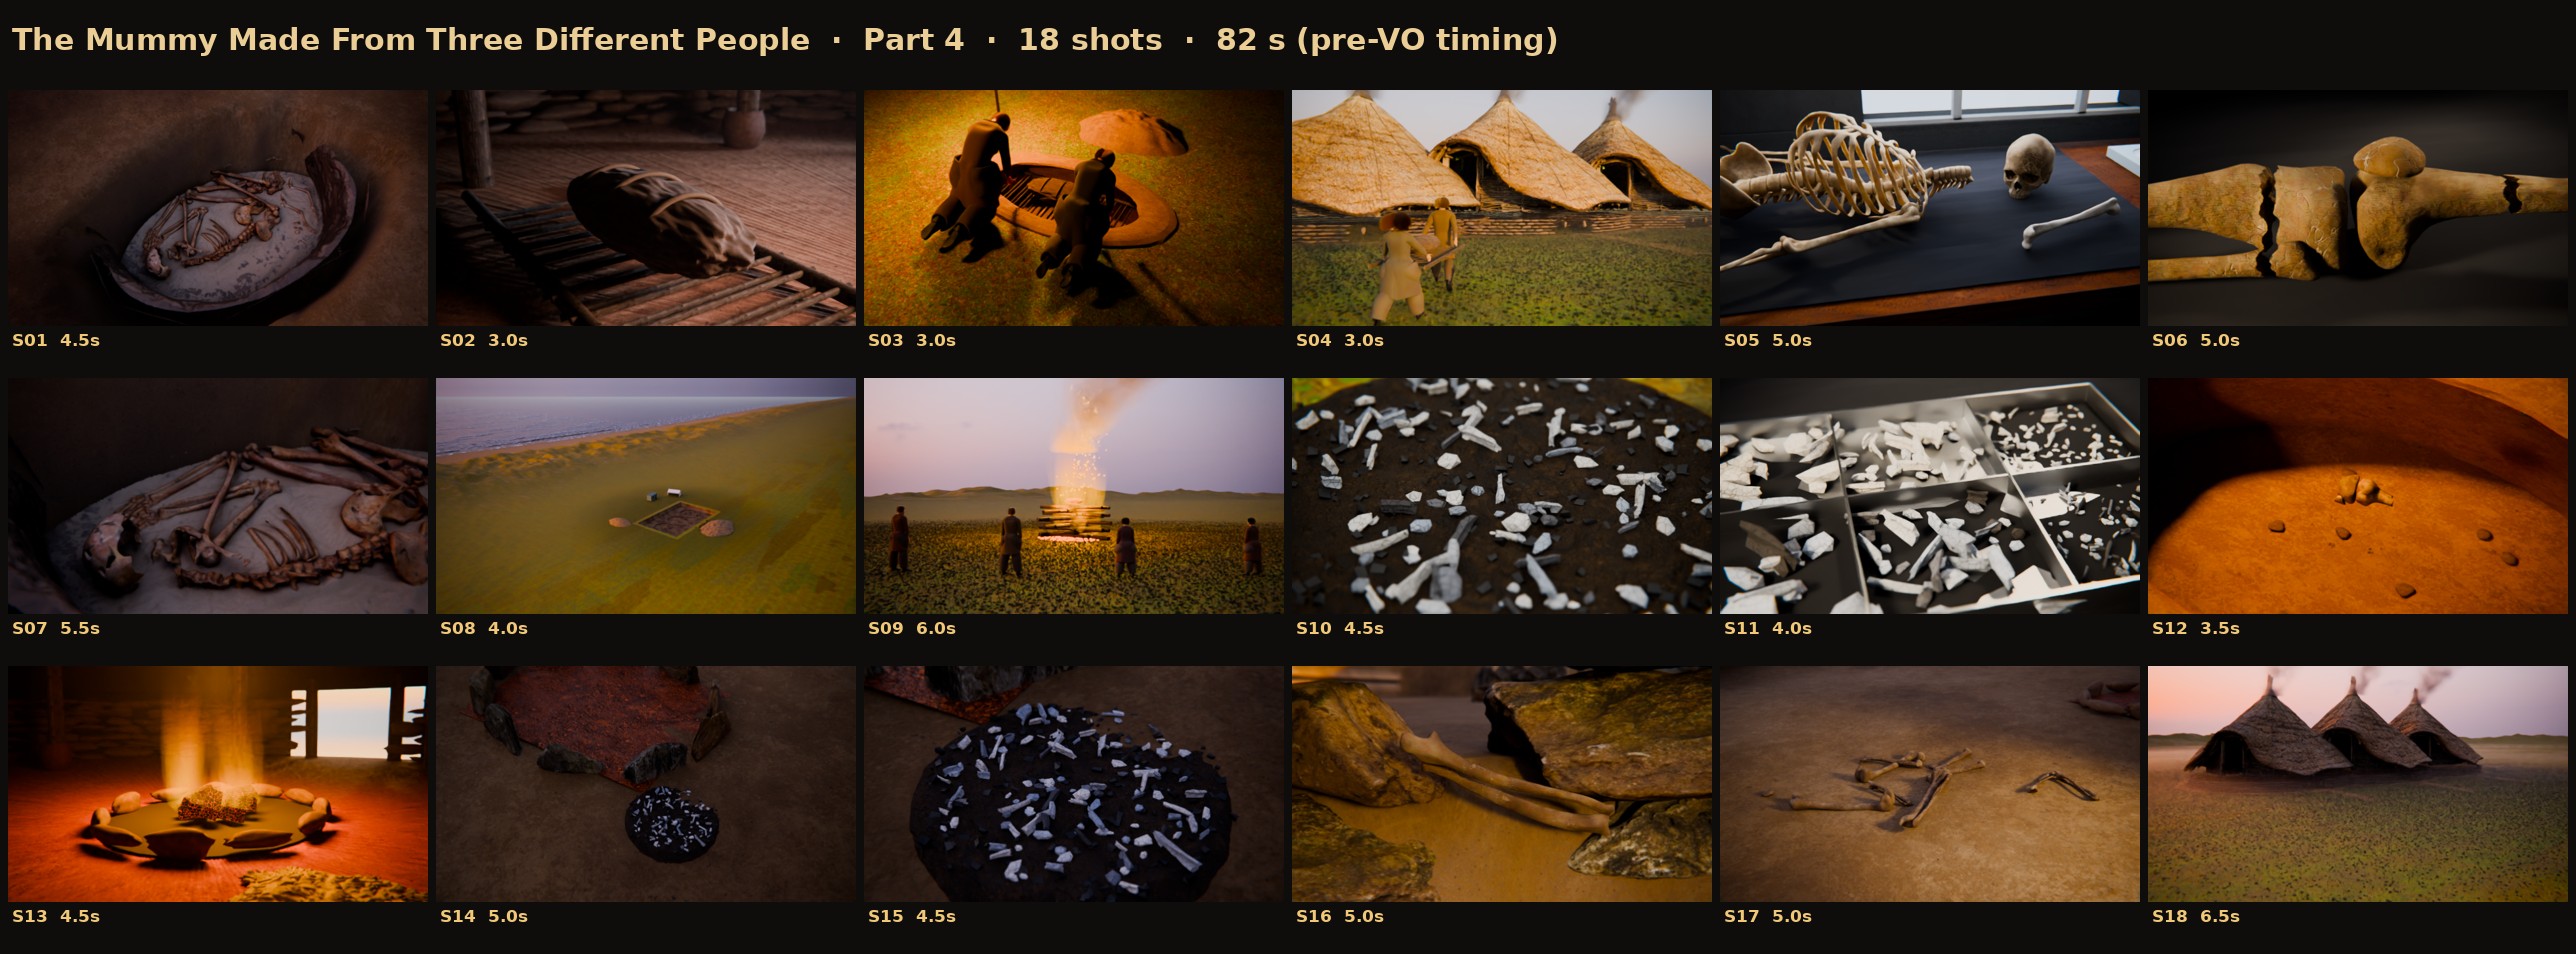 The Mummy Made From Three Different People · Part 4 · 18 shots · 82 s (pre-VO timing)
S01 4.5s
S02 3.0s
S03 3.0s
S04 3.0s
S05 5.0s
S06 5.0s
S07 5.5s
S08 4.0s
S09 6.0s
S10 4.5s
S11 4.0s
S12 3.5s
S13 4.5s
S14 5.0s
S15 4.5s
S16 5.0s
S17 5.0s
S18 6.5s